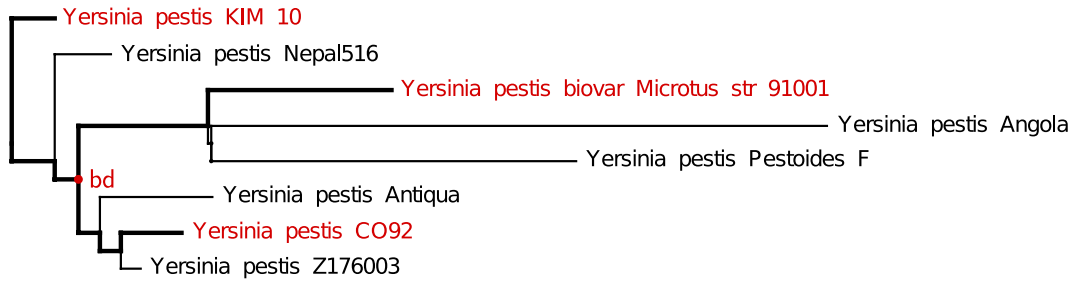 Yersinia pestis KIM 10
Yersinia pestis Nepal516
Yersinia pestis biovar Microtus str 91001
Yersinia pestis Angola
Yersinia pestis Pestoides F
bd
Yersinia pestis Antiqua
Yersinia pestis CO92
Yersinia pestis Z176003